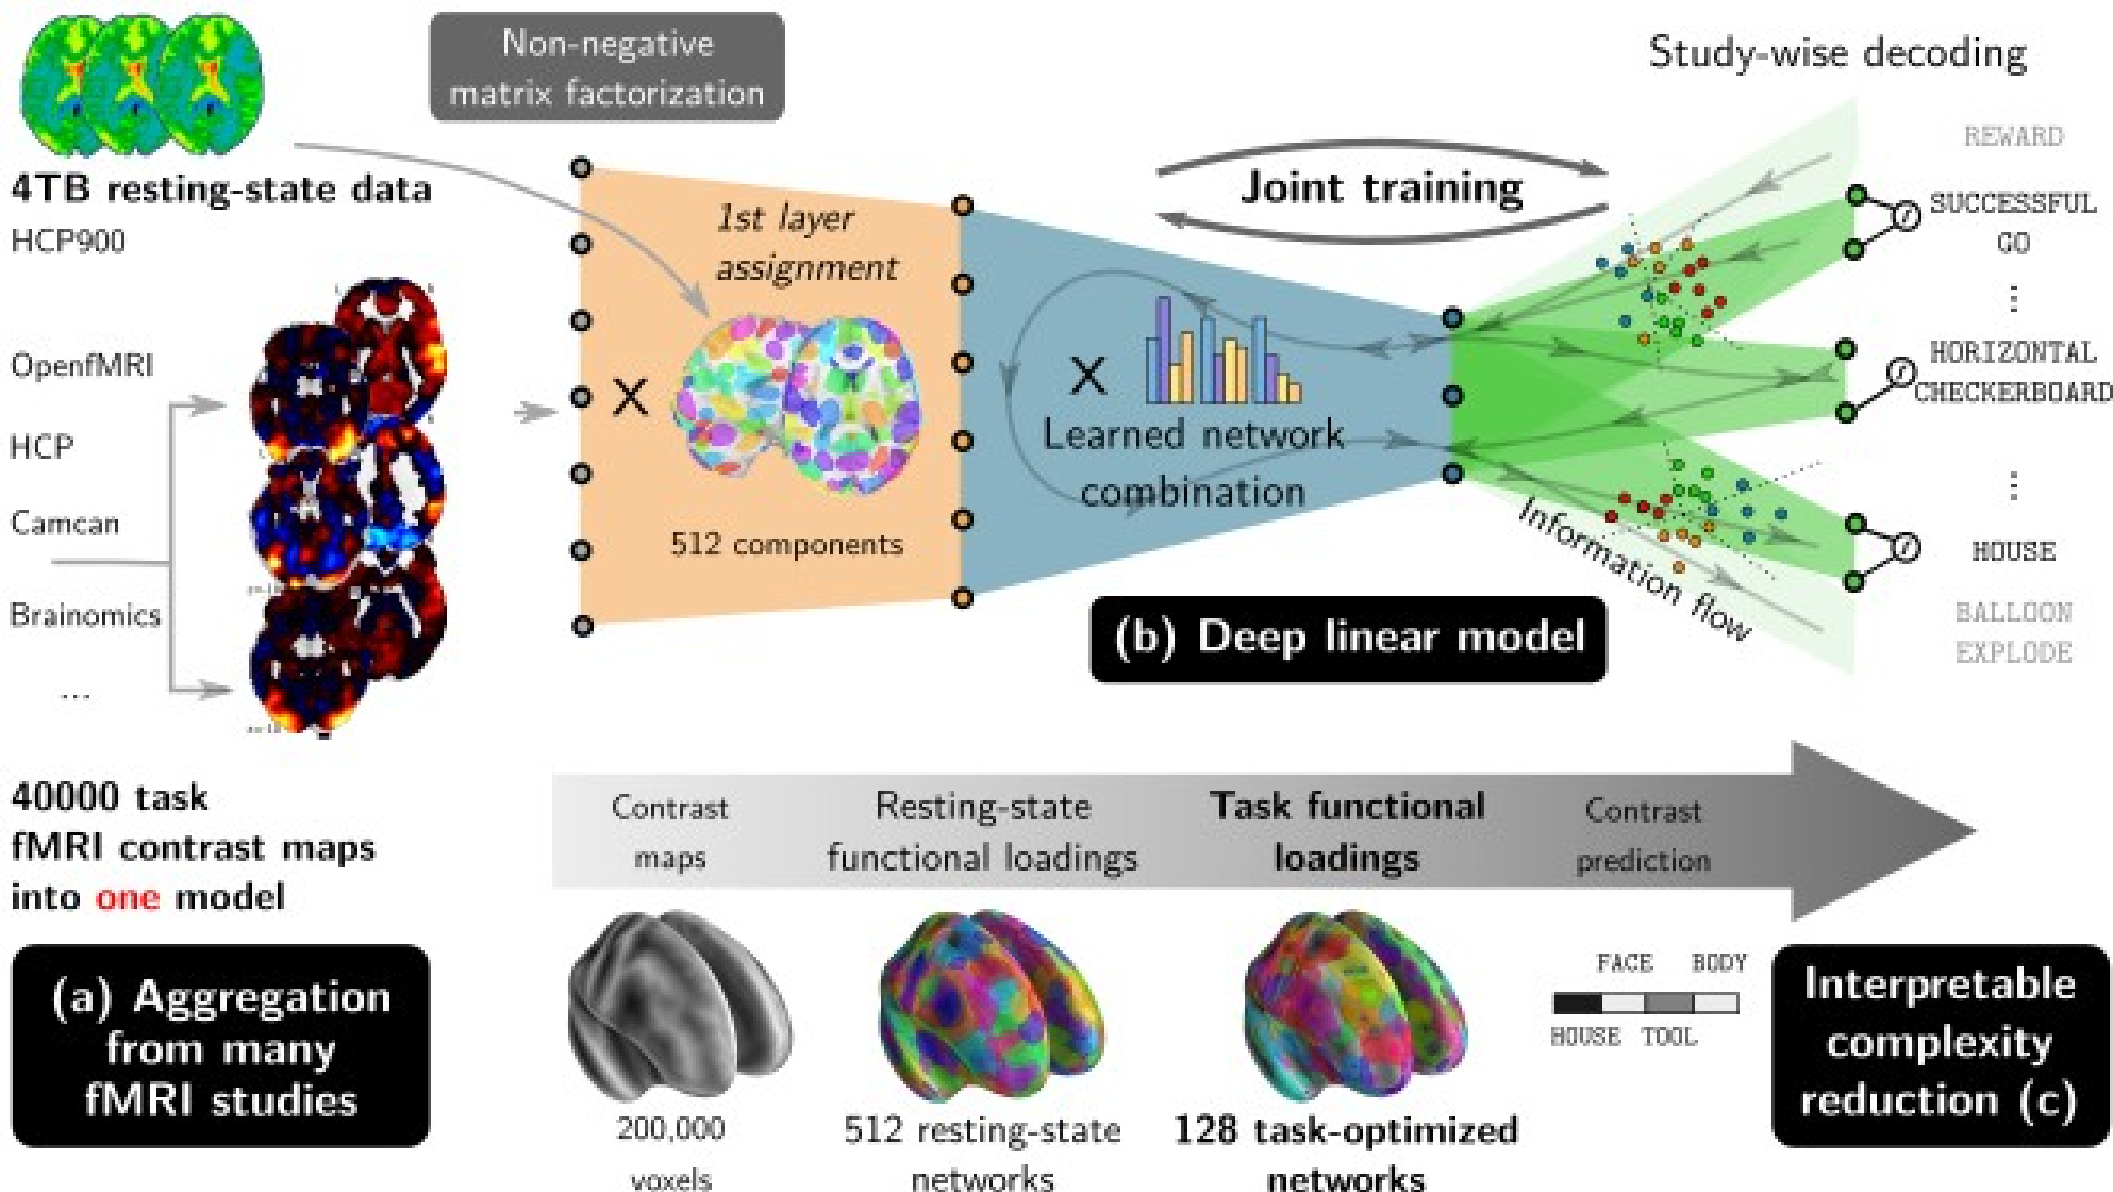 Non-negative
matrix factorization
Study-wise decoding
4TB resting-state data
HCP900
OpenfMRI
HCP
Camcan
Brainomics
...
1st layer
assignment
X
512 components
Joint training
X
Learned network
combination
Information flow
REWARD
SUCCESSFUL
GO
⋮
HORIZONTAL
CHECKERBOARD
⋮
HOUSE
BALLOON
EXPLODE
(b) Deep linear model
40000 task
fMRI contrast maps
into one model
(a) Aggregation
from many
fMRI studies
Contrast
maps
Resting-state
functional loadings
Task functional
loadings
Contrast
prediction
200,000
voxels
512 resting-state
networks
128 task-optimized
networks
FACE BODY
HOUSE TOOL
Interpretable
complexity
reduction (c)